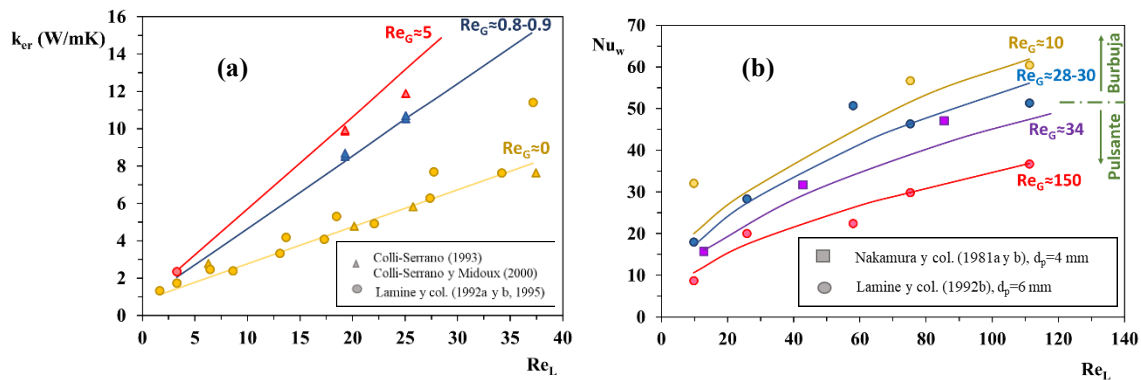 k_er (W/mK)
16
14
12
10
8
6
4
2
0
(a)
Re_G≈5
Re_G≈0.8-0.9
Re_G≈0
Colli-Serrano (1993)
Colli-Serrano y Midoux (2000)
Lamine y col. (1992a y b, 1995)
0 5 10 15 20 25 30 35 40
Re_L
Nu_w
70
60
50
40
30
20
10
0
(b)
Re_G≈10
Re_G≈28-30
Re_G≈34
Re_G≈150
Burbuja
Pulsante
Nakamura y col. (1981a y b), d_p=4 mm
Lamine y col. (1992b), d_p=6 mm
0 20 40 60 80 100 120 140
Re_L